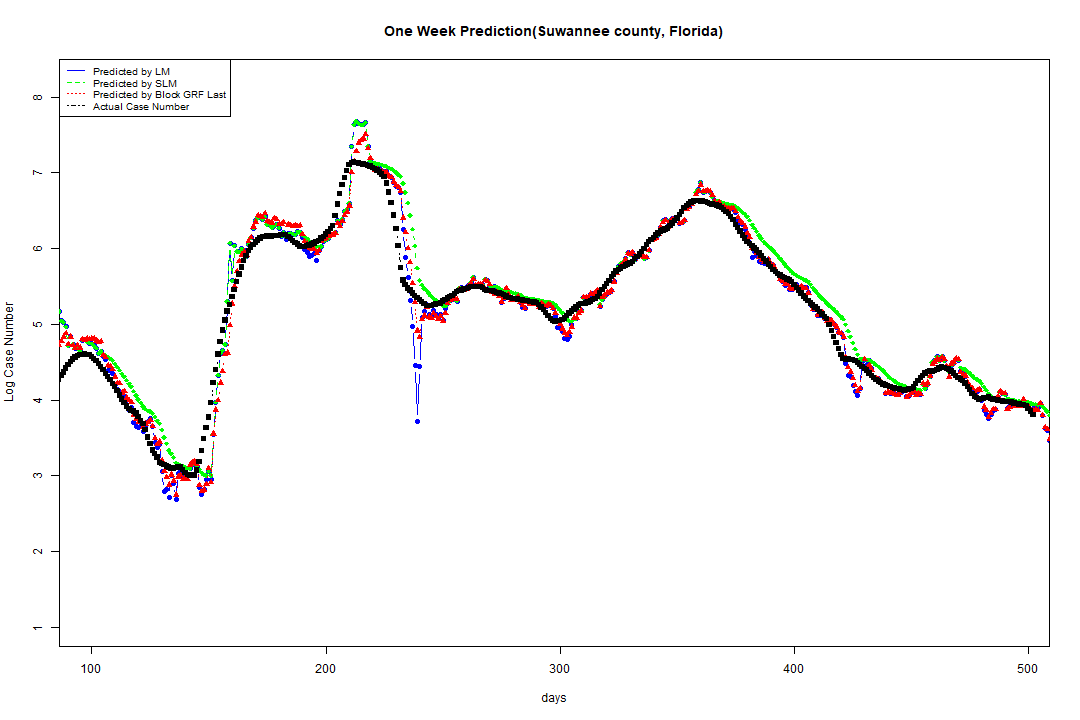 One Week Prediction(Suwannee county, Florida)
Predicted by LM
Predicted by SLM
Predicted by Block GRF Last
Actual Case Number
8
7
6
5
4
3
2
1
Log Case Number
100 200 300 400 500
days